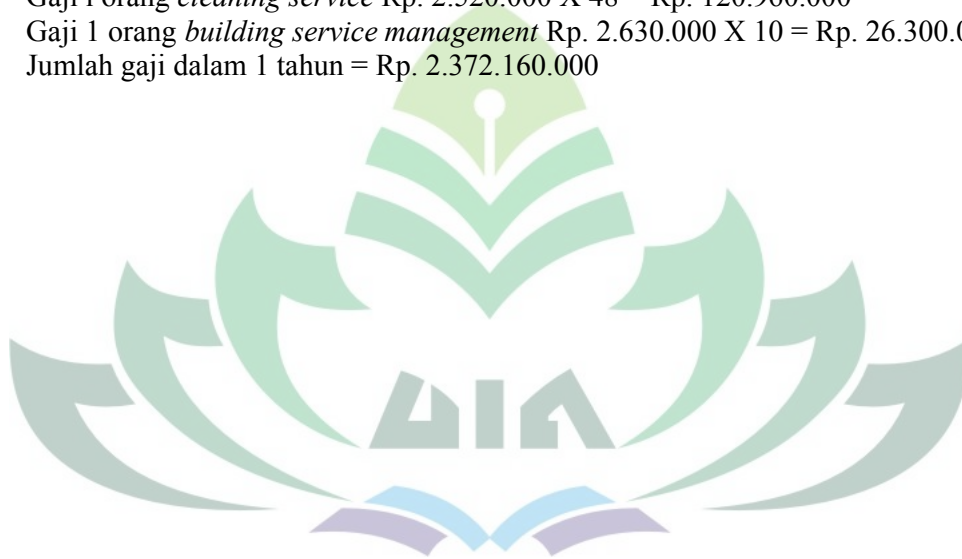 Gaji 1 orang cleaning service Rp. 2.520.000 X 48 = Rp. 120.960.000
Gaji 1 orang building service management Rp. 2.630.000 X 10 = Rp. 26.300.0
Jumlah gaji dalam 1 tahun = Rp. 2.372.160.000
UIN